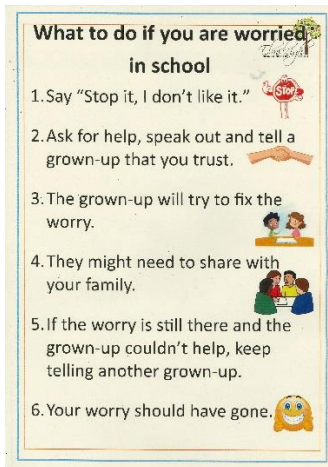 What to do if you are worried
in school
1. Say “Stop it, I don’t like it.”
STOP
2. Ask for help, speak out and tell a
grown-up that you trust.
3. The grown-up will try to fix the
worry.
4. They might need to share with
your family.
5. If the worry is still there and the
grown-up couldn’t help, keep
telling another grown-up.
6. Your worry should have gone.